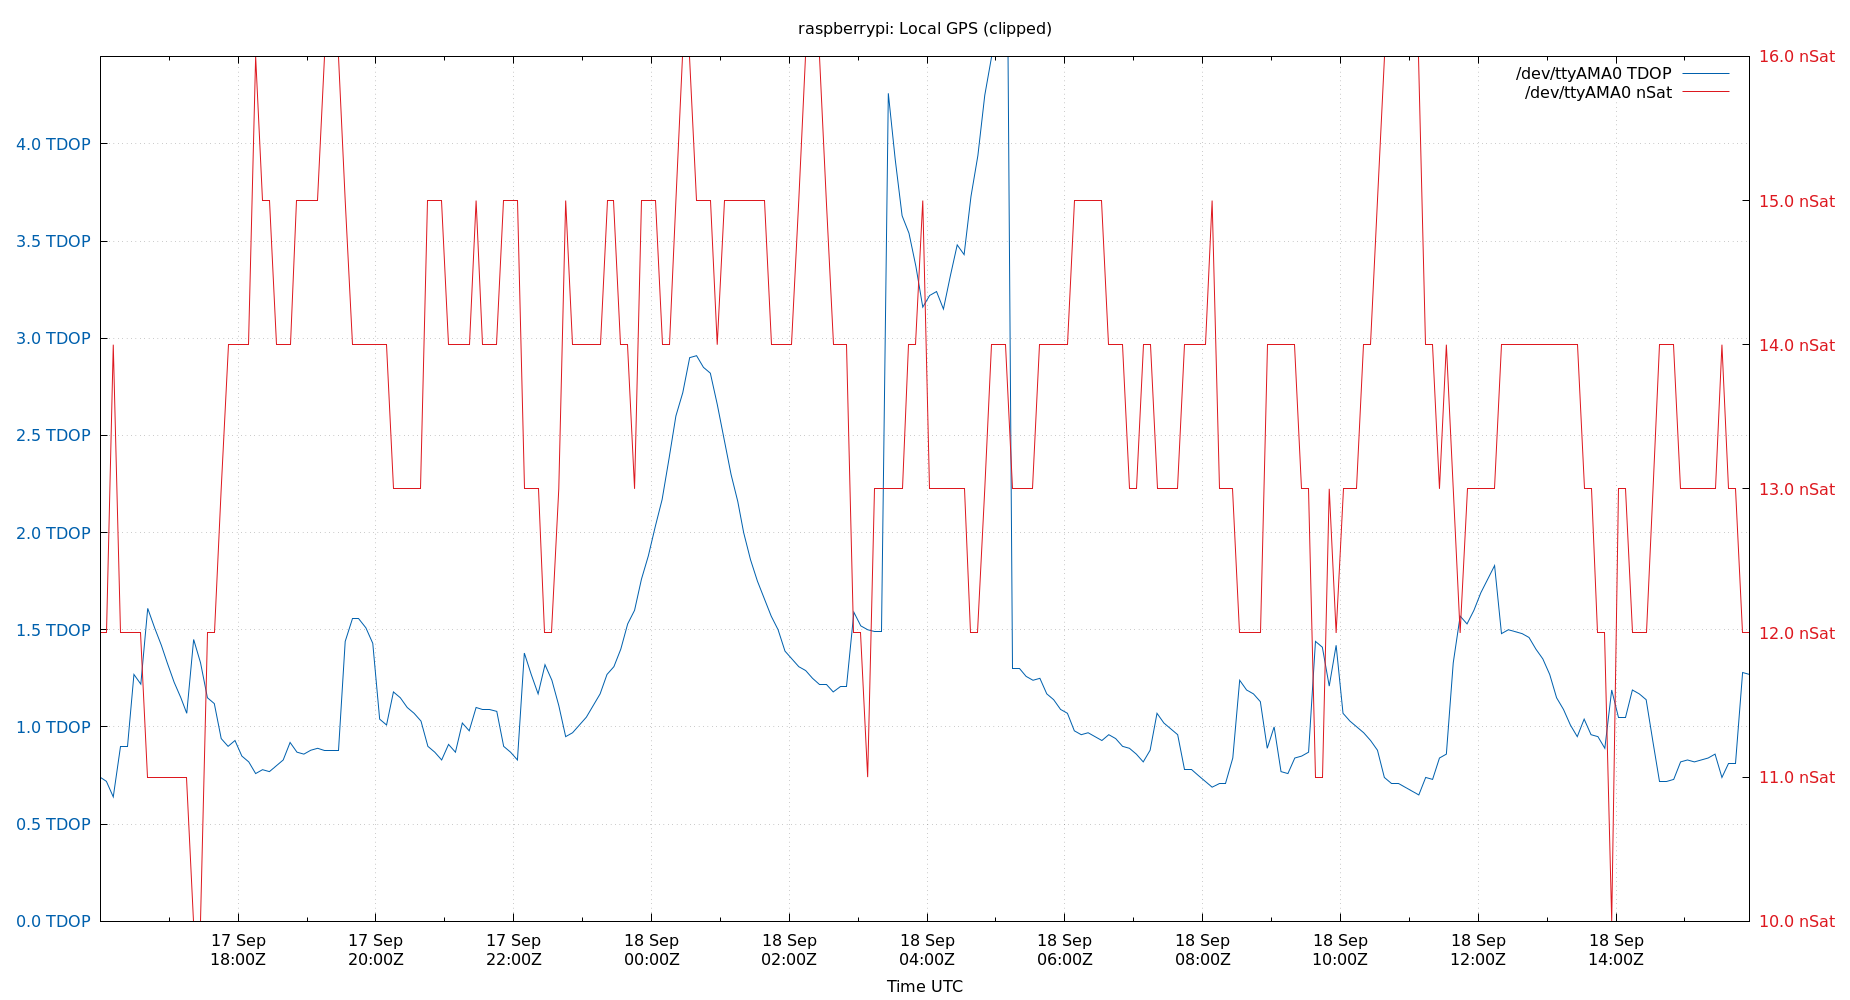 raspberrypi: Local GPS (clipped)
/dev/ttyAMA0 TDOP
/dev/ttyAMA0 nSat
4.0 TDOP
3.5 TDOP
3.0 TDOP
2.5 TDOP
2.0 TDOP
1.5 TDOP
1.0 TDOP
0.5 TDOP
0.0 TDOP
16.0 nSat
15.0 nSat
14.0 nSat
13.0 nSat
12.0 nSat
11.0 nSat
10.0 nSat
17 Sep
18:00Z
17 Sep
20:00Z
17 Sep
22:00Z
18 Sep
00:00Z
18 Sep
02:00Z
18 Sep
04:00Z
18 Sep
06:00Z
18 Sep
08:00Z
18 Sep
10:00Z
18 Sep
12:00Z
18 Sep
14:00Z
Time UTC